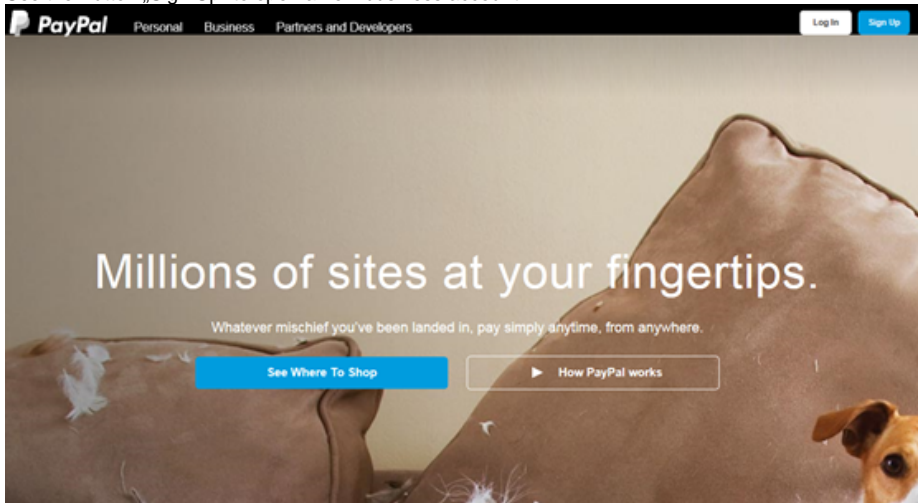 PayPal Personal Business Partners and Developers Log In Sign Up
Millions of sites at your fingertips.
Whatever mischief you've been landed in, pay simply anytime, from anywhere.
See Where To Shop ▶ How PayPal works